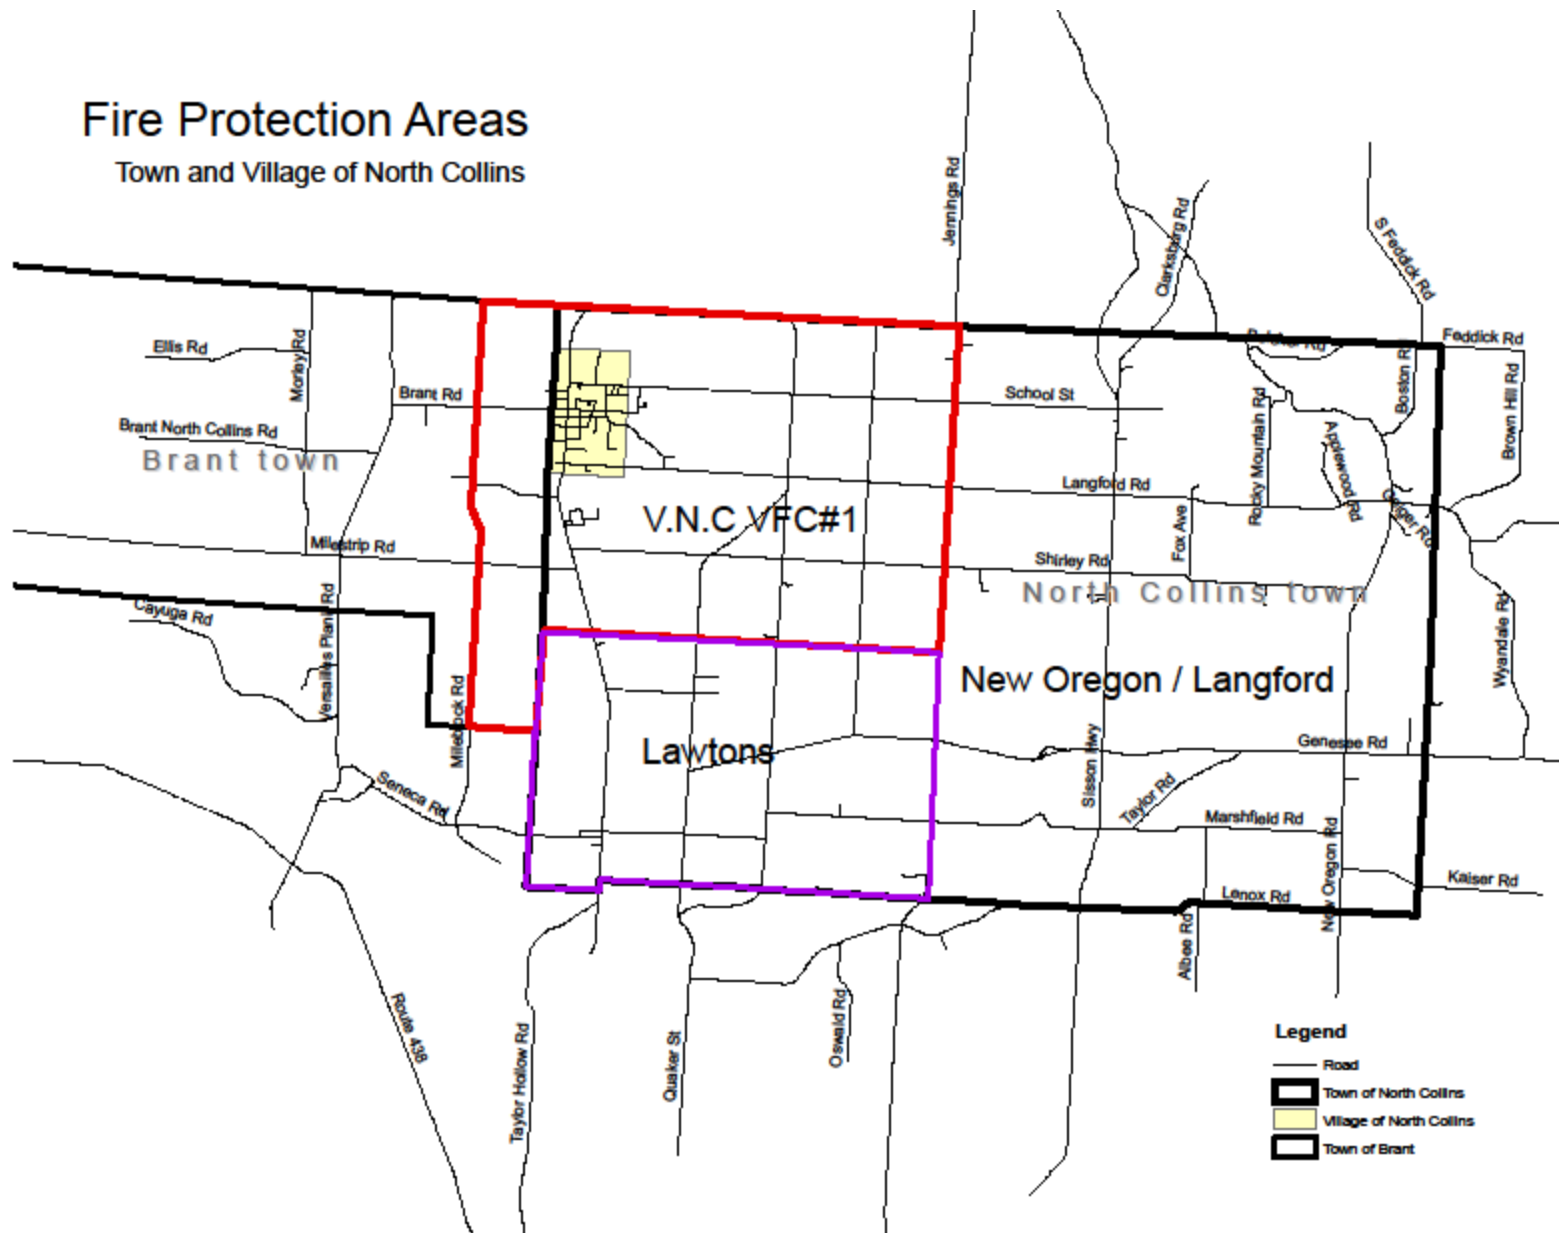 Fire Protection Areas
Town and Village of North Collins
Jennings Rd
Clarksburg Rd
S Feddick Rd
Feddick Rd
Ellis Rd
Morley Rd
Brant Rd
School St
Boston Rd
Brown Hill Rd
Brant North Collins Rd
Brant town
Rocky Mountain Rd
Applewood Rd
Langford Rd
V.N.C VFC#1
Geiger Rd
Fox Ave
Milestrip Rd
Shirley Rd
North Collins town
Cayuga Rd
Versailles Plank Rd
Wyandale Rd
New Oregon / Langford
Milleblock Rd
Lawtons
Genesee Rd
Sisson Hwy
Seneca Rd
Taylor Rd
Marshfield Rd
New Oregon Rd
Kaiser Rd
Lenox Rd
Albee Rd
Route 438
Taylor Hollow Rd
Quaker St
Oswald Rd
Legend
Road
Town of North Collins
Village of North Collins
Town of Brant